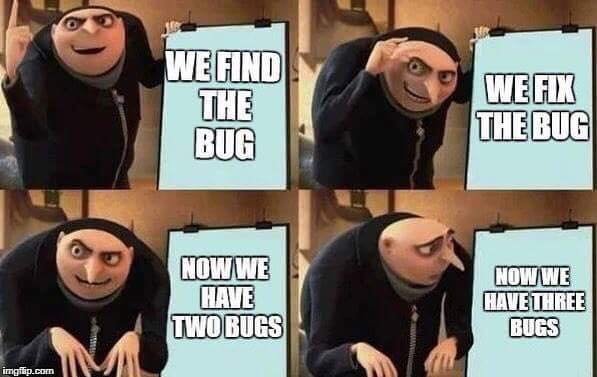 WE FIND
THE
BUG
WE FIX
THE BUG
NOW WE
HAVE
TWO BUGS
NOW WE
HAVE THREE
BUGS
imgflip.com